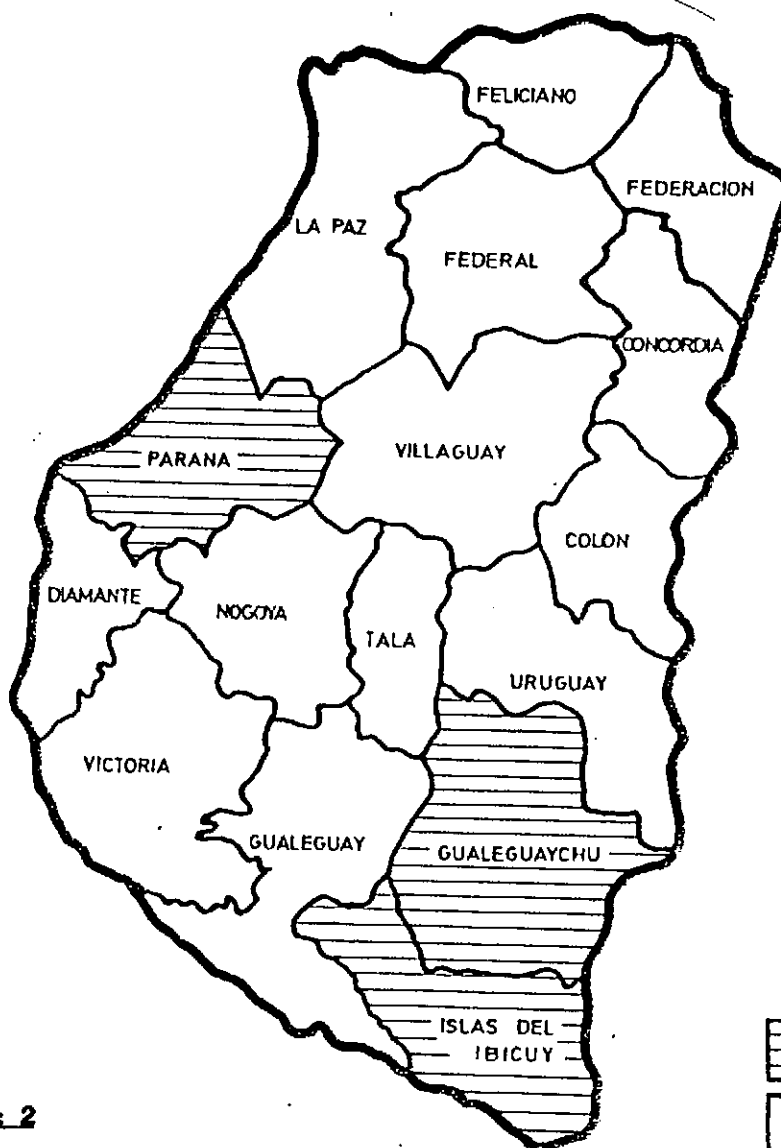 FELICIANO
FEDERACION
LA PAZ
FEDERAL
CONCORDIA
PARANA
VILLAGUAY
COLON
DIAMANTE
NOGOYA
TALA
URUGUAY
VICTORIA
GUALEGUAY
GUALEGUAYCHU
ISLAS DEL
IBICUY
2